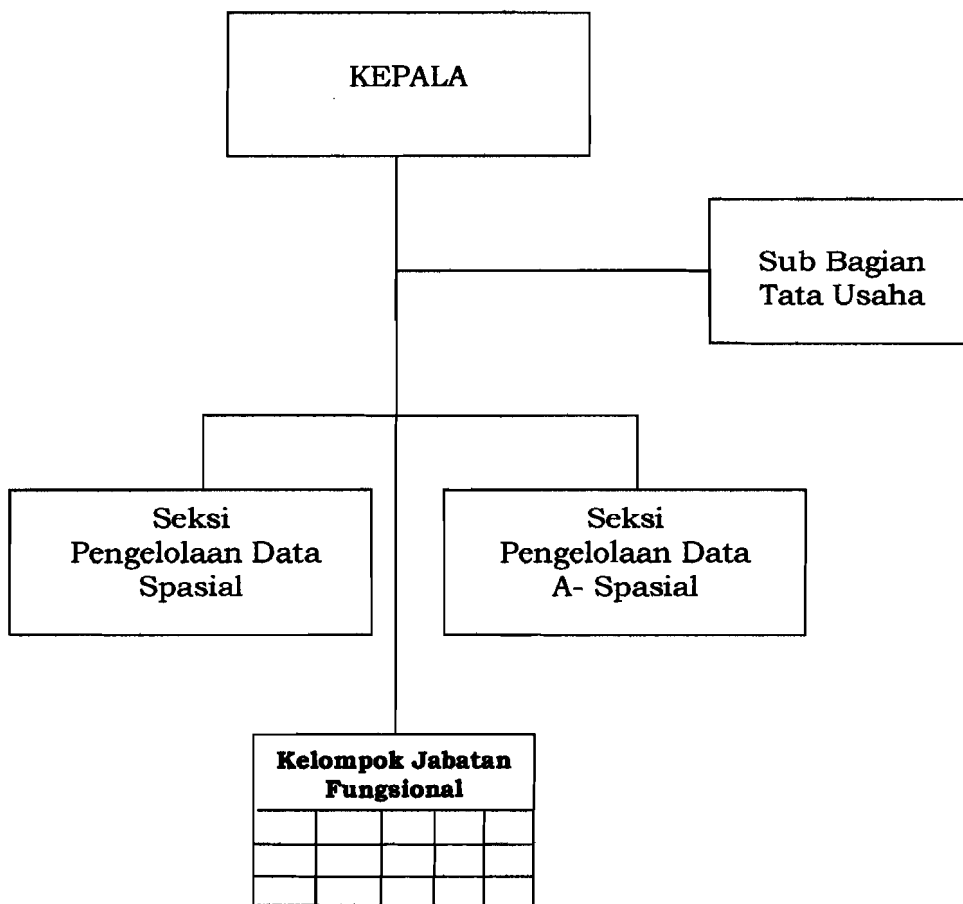 KEPALA
Sub Bagian
Tata Usaha
Seksi
Pengelolaan Data
Spasial
Seksi
Pengelolaan Data
A- Spasial
Kelompok Jabatan
Fungsional